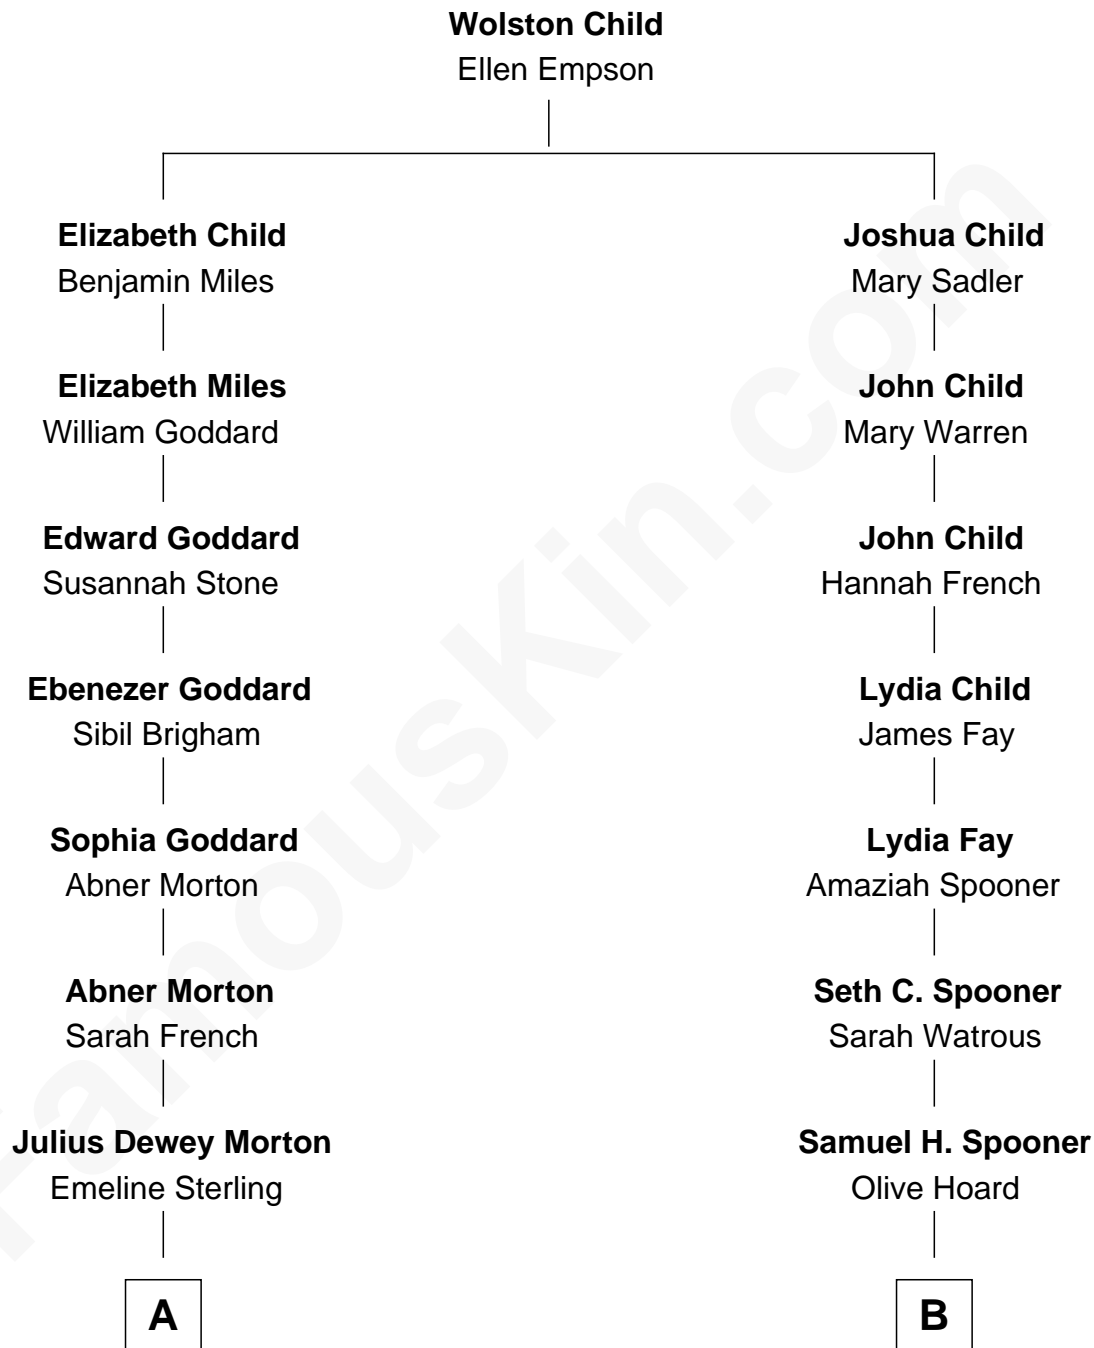 Wolston Child
Ellen Empson
Elizabeth Child
Benjamin Miles
Joshua Child
Mary Sadler
Elizabeth Miles
William Goddard
John Child
Mary Warren
Edward Goddard
Susannah Stone
John Child
Hannah French
Ebenezer Goddard
Sibil Brigham
Lydia Child
James Fay
Sophia Goddard
Abner Morton
Lydia Fay
Amaziah Spooner
Abner Morton
Sarah French
Seth C. Spooner
Sarah Watrous
Julius Dewey Morton
Emeline Sterling
Samuel H. Spooner
Olive Hoard
A
B
FamousKin.com